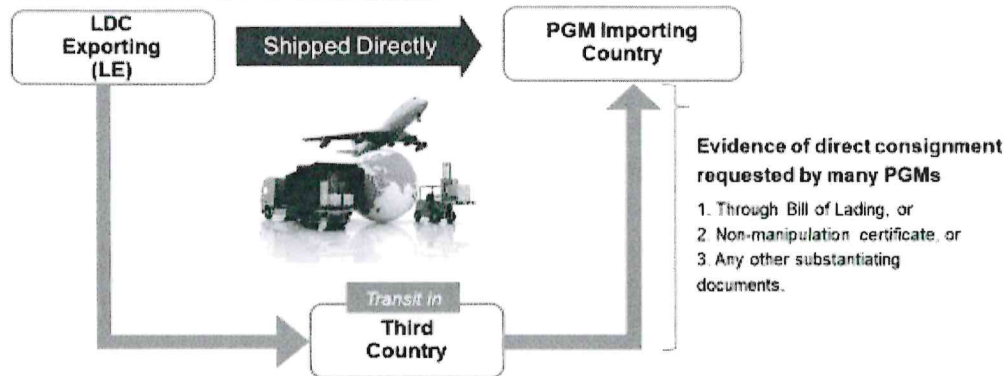 LDC
Exporting
(LE)
Shipped Directly
PGM Importing
Country
Evidence of direct consignment
requested by many PGMs
1. Through Bill of Lading, or
2. Non-manipulation certificate, or
3. Any other substantiating
documents.
Transit in
Third
Country